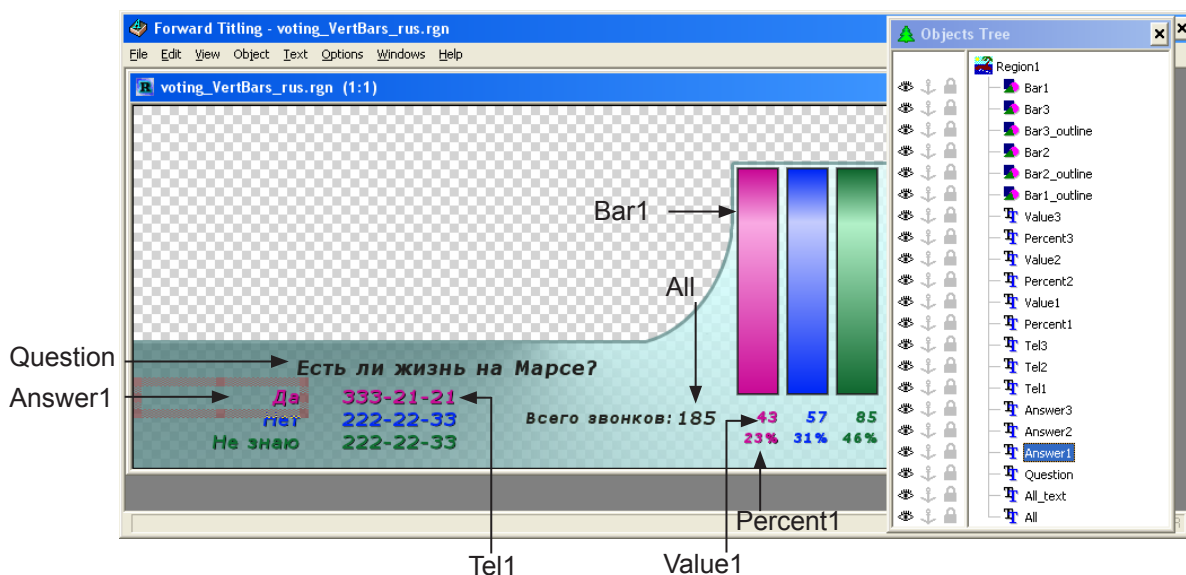 Forward Titling - voting_VertBars_rus.rgn
File Edit View Object Text Options Windows Help
R voting_VertBars_rus.rgn (1:1)
Objects Tree
Region1
Bar1
Bar3
Bar3_outline
Bar2
Bar2_outline
Bar1_outline
Value3
Percent3
Value2
Percent2
Value1
Percent1
Tel3
Tel2
Tel1
Answer3
Answer2
Answer1
Question
All_text
All
Bar1
All
Question
Answer1
Есть ли жизнь на Марсе?
Да 333-21-21
Нет 222-22-33
Не знаю 222-22-33
Всего звонков: 185
43 57 85
23% 31% 46%
Percent1
Tel1
Value1